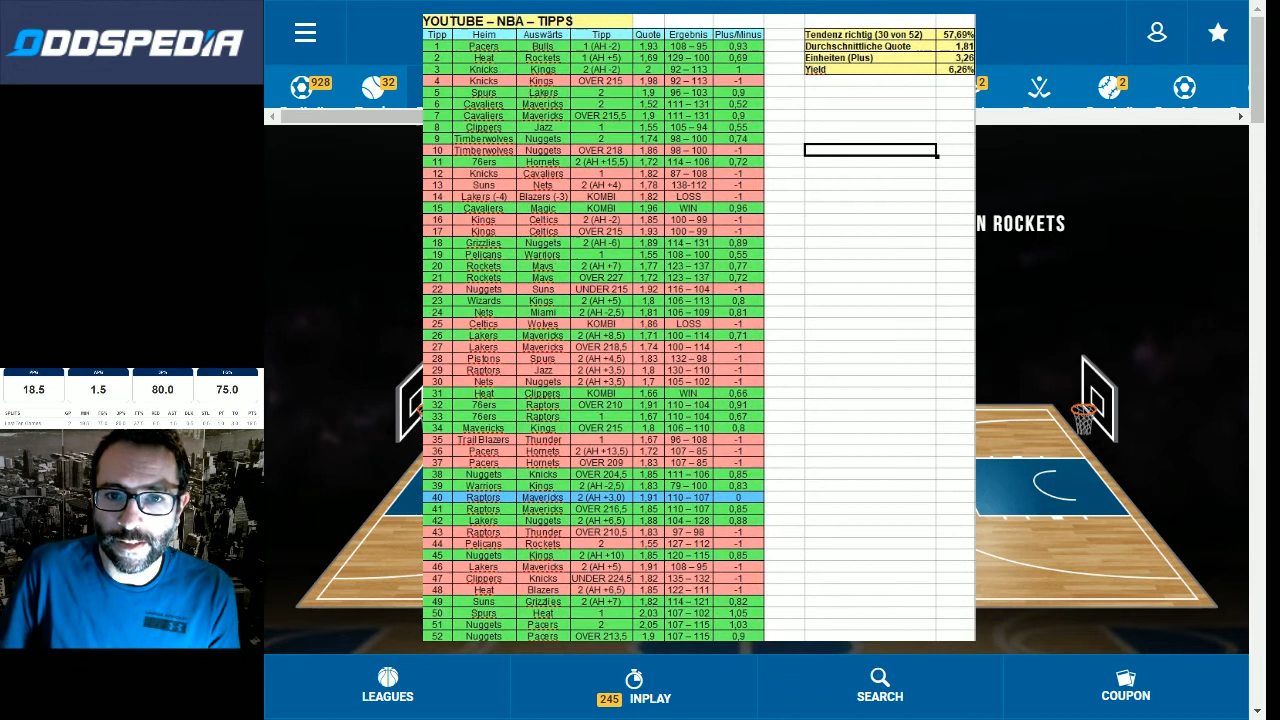 ODDSPEDIA
928
32
2
2
YOUTUBE – NBA – TIPPS
Tipp Heim Auswärts Tipp Quote Ergebnis Plus/Minus
1 Pacers Bulls 1 (AH -2) 1,93 108 – 95 0,93
2 Heat Rockets 1 (AH +5) 1,69 129 – 100 0,69
3 Knicks Kings 2 (AH -2) 2 92 – 113 1
4 Knicks Kings OVER 215 1,98 92 – 113 -1
5 Spurs Lakers 2 1,9 96 – 103 0,9
6 Cavaliers Mavericks 2 1,52 111 – 131 0,52
7 Cavaliers Mavericks OVER 215,5 1,9 111 – 131 0,9
8 Clippers Jazz 1 1,55 105 – 94 0,55
9 Timberwolves Nuggets 2 1,74 98 – 100 0,74
10 Timberwolves Nuggets OVER 218 1,86 98 – 100 -1
11 76ers Hornets 2 (AH +15,5) 1,72 114 – 106 0,72
12 Knicks Cavaliers 1 1,82 87 – 108 -1
13 Suns Nets 2 (AH +4) 1,78 138-112 -1
14 Lakers (-4) Blazers (-3) KOMBI 1,82 LOSS -1
15 Cavaliers Magic KOMBI 1,96 WIN 0,96
16 Kings Celtics 2 (AH -2) 1,85 100 – 99 -1
17 Kings Celtics OVER 215 1,93 100 – 99 -1
18 Grizzlies Nuggets 2 (AH -6) 1,89 114 – 131 0,89
19 Pelicans Warriors 1 1,55 108 – 100 0,55
20 Rockets Mavs 2 (AH +7) 1,77 123 – 137 0,77
21 Rockets Mavs OVER 227 1,72 123 – 137 0,72
22 Nuggets Suns UNDER 215 1,92 116 – 104 -1
23 Wizards Kings 2 (AH +5) 1,8 106 – 113 0,8
24 Nets Miami 2 (AH -2,5) 1,81 106 – 109 0,81
25 Celtics Wolves KOMBI 1,86 LOSS -1
26 Lakers Mavericks 2 (AH +8,5) 1,71 100 – 114 0,71
27 Lakers Mavericks OVER 218,5 1,74 100 – 114 -1
28 Pistons Spurs 2 (AH +4,5) 1,83 132 – 98 -1
29 Raptors Jazz 2 (AH +3,5) 1,8 130 – 110 -1
30 Nets Nuggets 2 (AH +3,5) 1,7 105 – 102 -1
31 Heat Clippers KOMBI 1,66 WIN 0,66
32 76ers Raptors OVER 210 1,91 110 – 104 0,91
33 76ers Raptors 1 1,67 110 – 104 0,67
34 Mavericks Kings OVER 215 1,8 106 – 110 0,8
35 Trail Blazers Thunder 1 1,67 96 – 108 -1
36 Pacers Hornets 2 (AH +13,5) 1,72 107 – 85 -1
37 Pacers Hornets OVER 209 1,83 107 – 85 -1
38 Nuggets Knicks OVER 204,5 1,85 111 – 106 0,85
39 Warriors Kings 2 (AH -2,5) 1,83 79 – 100 0,83
40 Raptors Mavericks 2 (AH +3,0) 1,91 110 – 107 0
41 Raptors Mavericks OVER 216,5 1,85 110 – 107 0,85
42 Lakers Nuggets 2 (AH +6,5) 1,88 104 – 128 0,88
43 Raptors Thunder OVER 210,5 1,83 97 – 98 -1
44 Pelicans Rockets 2 1,55 127 – 112 -1
45 Nuggets Kings 2 (AH +10) 1,85 120 – 115 0,85
46 Lakers Mavericks 2 (AH +5) 1,91 108 – 95 -1
47 Clippers Knicks UNDER 224,5 1,82 135 – 132 -1
48 Heat Blazers 2 (AH +6,5) 1,85 122 – 111 -1
49 Suns Grizzlies 2 (AH +7) 1,82 114 – 121 0,82
50 Spurs Heat 1 2,03 107 – 102 1,05
51 Nuggets Pacers 2 2,05 107 – 115 1,03
52 Nuggets Pacers OVER 213,5 1,9 107 – 115 0,9
Tendenz richtig (30 von 52) 57,69%
Durchschnittliche Quote 1,81
Einheiten (Plus) 3,26
Yield 6,26%
N ROCKETS
18.5 1.5 80.0 75.0
LEAGUES
245 INPLAY
SEARCH
COUPON